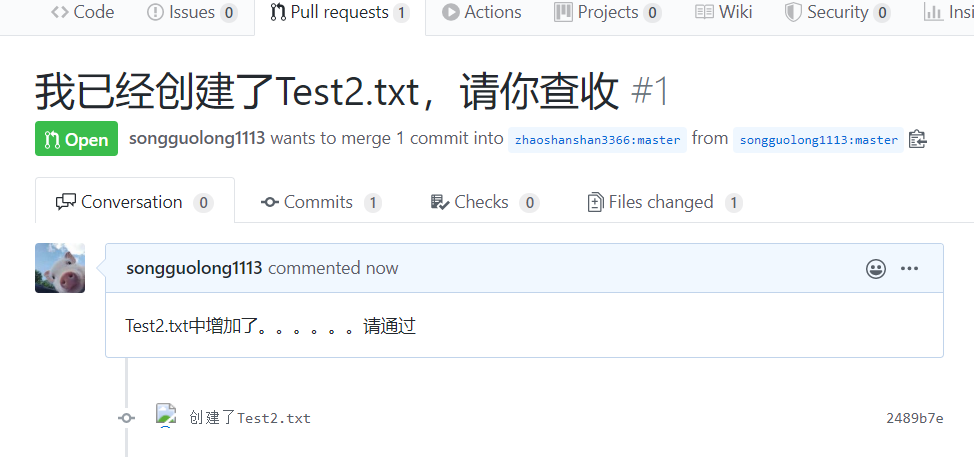 Code Issues 0 Pull requests 1 Actions Projects 0 Wiki Security 0 Insi
我已经创建了Test2.txt，请你查收 #1
Open songguolong1113 wants to merge 1 commit into zhaoshanshan3366:master from songguolong1113:master
Conversation 0 Commits 1 Checks 0 Files changed 1
songguolong1113 commented now
Test2.txt中增加了。。。。。。请通过
创建了Test2.txt 2489b7e